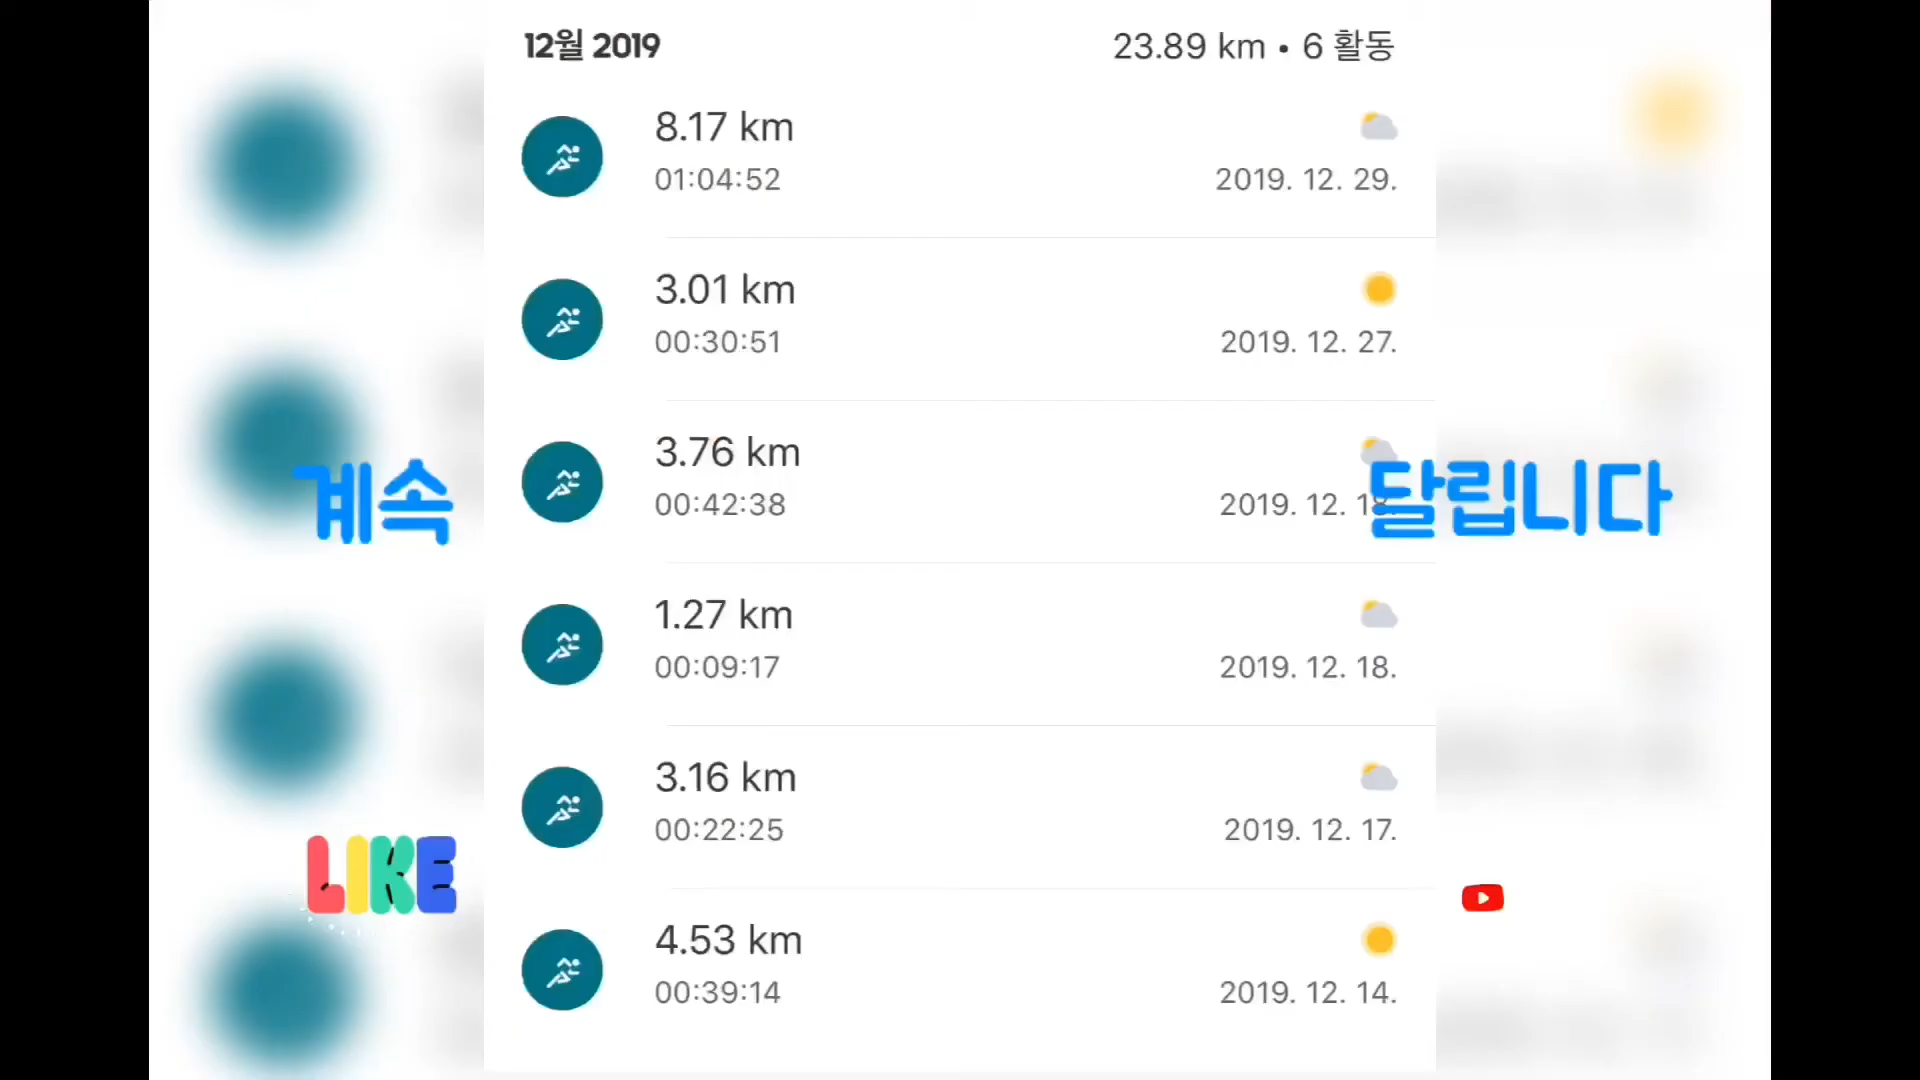 12월 2019
23.89 km • 6 활동
8.17 km
01:04:52
2019. 12. 29.
3.01 km
00:30:51
2019. 12. 27.
3.76 km
00:42:38
2019. 12. 18.
계속
달립니다
1.27 km
00:09:17
2019. 12. 18.
3.16 km
00:22:25
2019. 12. 17.
LIKE
4.53 km
00:39:14
2019. 12. 14.